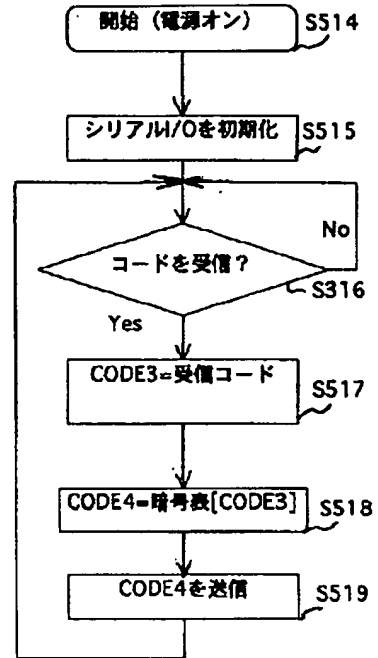 開始（電源オン）
S514
シリアルI/Oを初期化
S515
No
コードを受信？
S316
Yes
CODE3=受信コード
S517
CODE4=暗号表[CODE3]
S518
CODE4を送信
S519